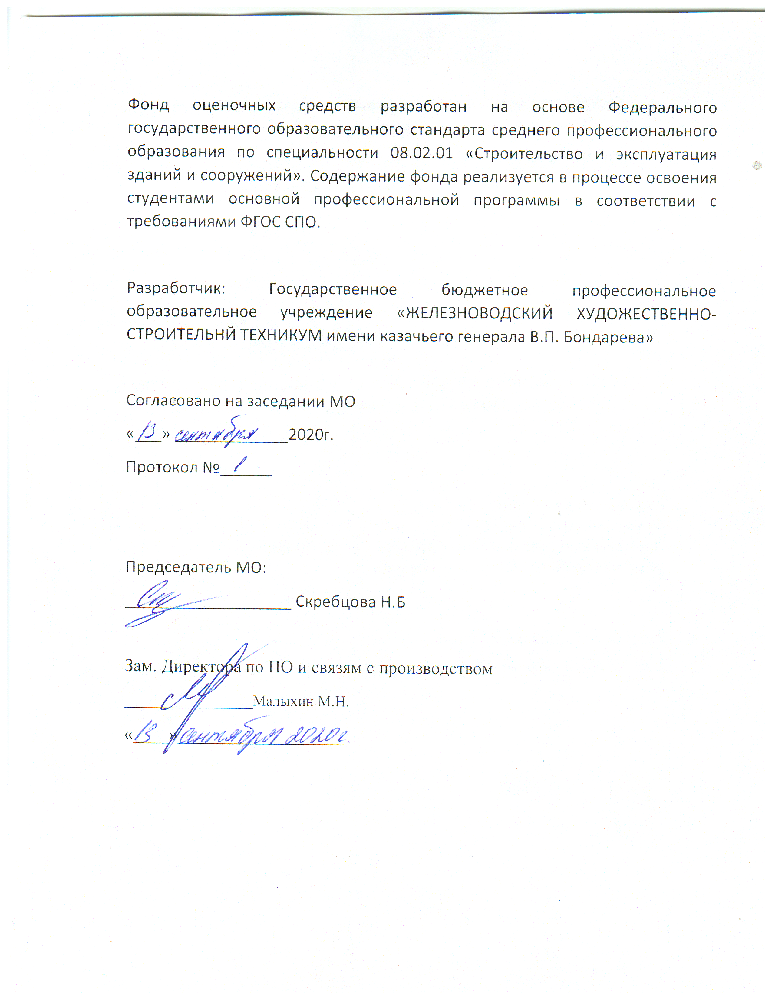 Фонд оценочных средств разработан на основе Федерального
государственного образовательного стандарта среднего профессионального
образования по специальности 08.02.01 «Строительство и эксплуатация
зданий и сооружений». Содержание фонда реализуется в процессе освоения
студентами основной профессиональной программы в соответствии с
требованиями ФГОС СПО.
Разработчик: Государственное бюджетное профессиональное
образовательное учреждение «ЖЕЛЕЗНОВОДСКИЙ ХУДОЖЕСТВЕННО-
СТРОИТЕЛЬНЙ ТЕХНИКУМ имени казачьего генерала В.П. Бондарева»
Согласовано на заседании МО
«13» сентября 2020г.
Протокол № 1
Председатель МО:
Скребцова Н.Б
Зам. Директора по ПО и связям с производством
Малыхин М.Н.
«13» сентября 2020г.